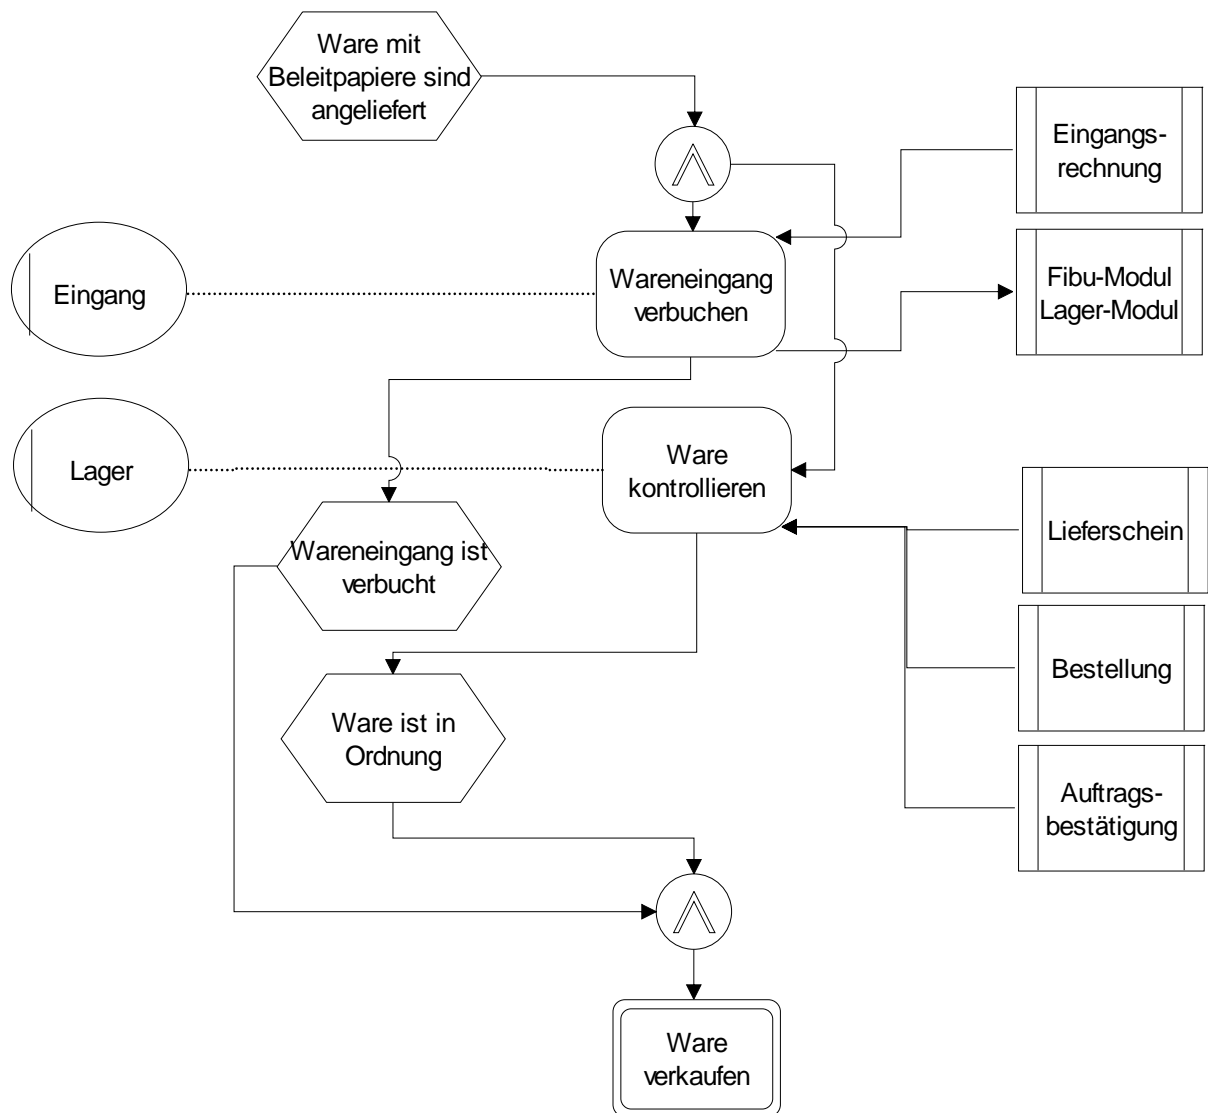 Ware mit
Beleitpapiere sind
angeliefert
Eingangs-
rechnung
Eingang
Wareneingang
verbuchen
Fibu-Modul
Lager-Modul
Lager
Ware
kontrollieren
Wareneingang ist
verbucht
Lieferschein
Bestellung
Ware ist in
Ordnung
Auftrags-
bestätigung
Ware
verkaufen